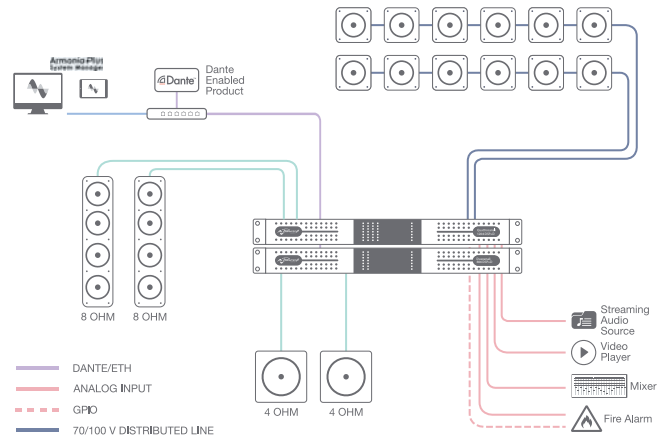 Armonía Plus
System Manager
Dante
Dante
Enabled
Product
8 OHM
8 OHM
4 OHM
4 OHM
Streaming
Audio
Source
Video
Player
Mixer
Fire Alarm
DANTE/ETH
ANALOG INPUT
GPIO
70/100 V DISTRIBUTED LINE